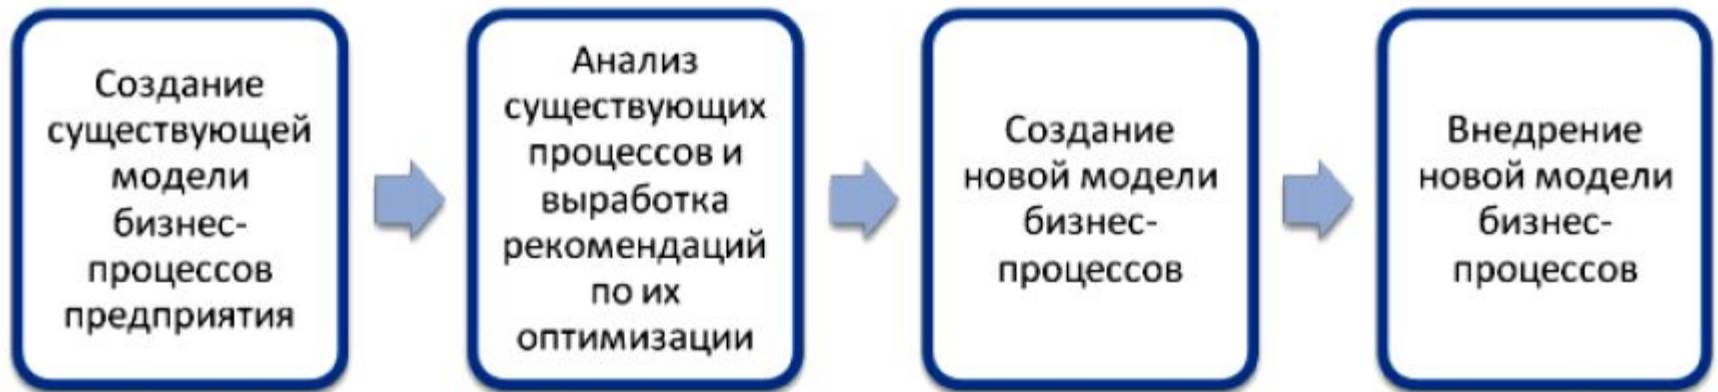 Создание
существующей
модели
бизнес-
процессов
предприятия
Анализ
существующих
процессов и
выработка
рекомендаций
по их
оптимизации
Создание
новой модели
бизнес-
процессов
Внедрение
новой модели
бизнес-
процессов